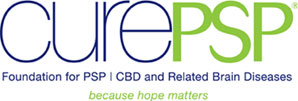 curePSP®
Foundation for PSP | CBD and Related Brain Diseases
because hope matters